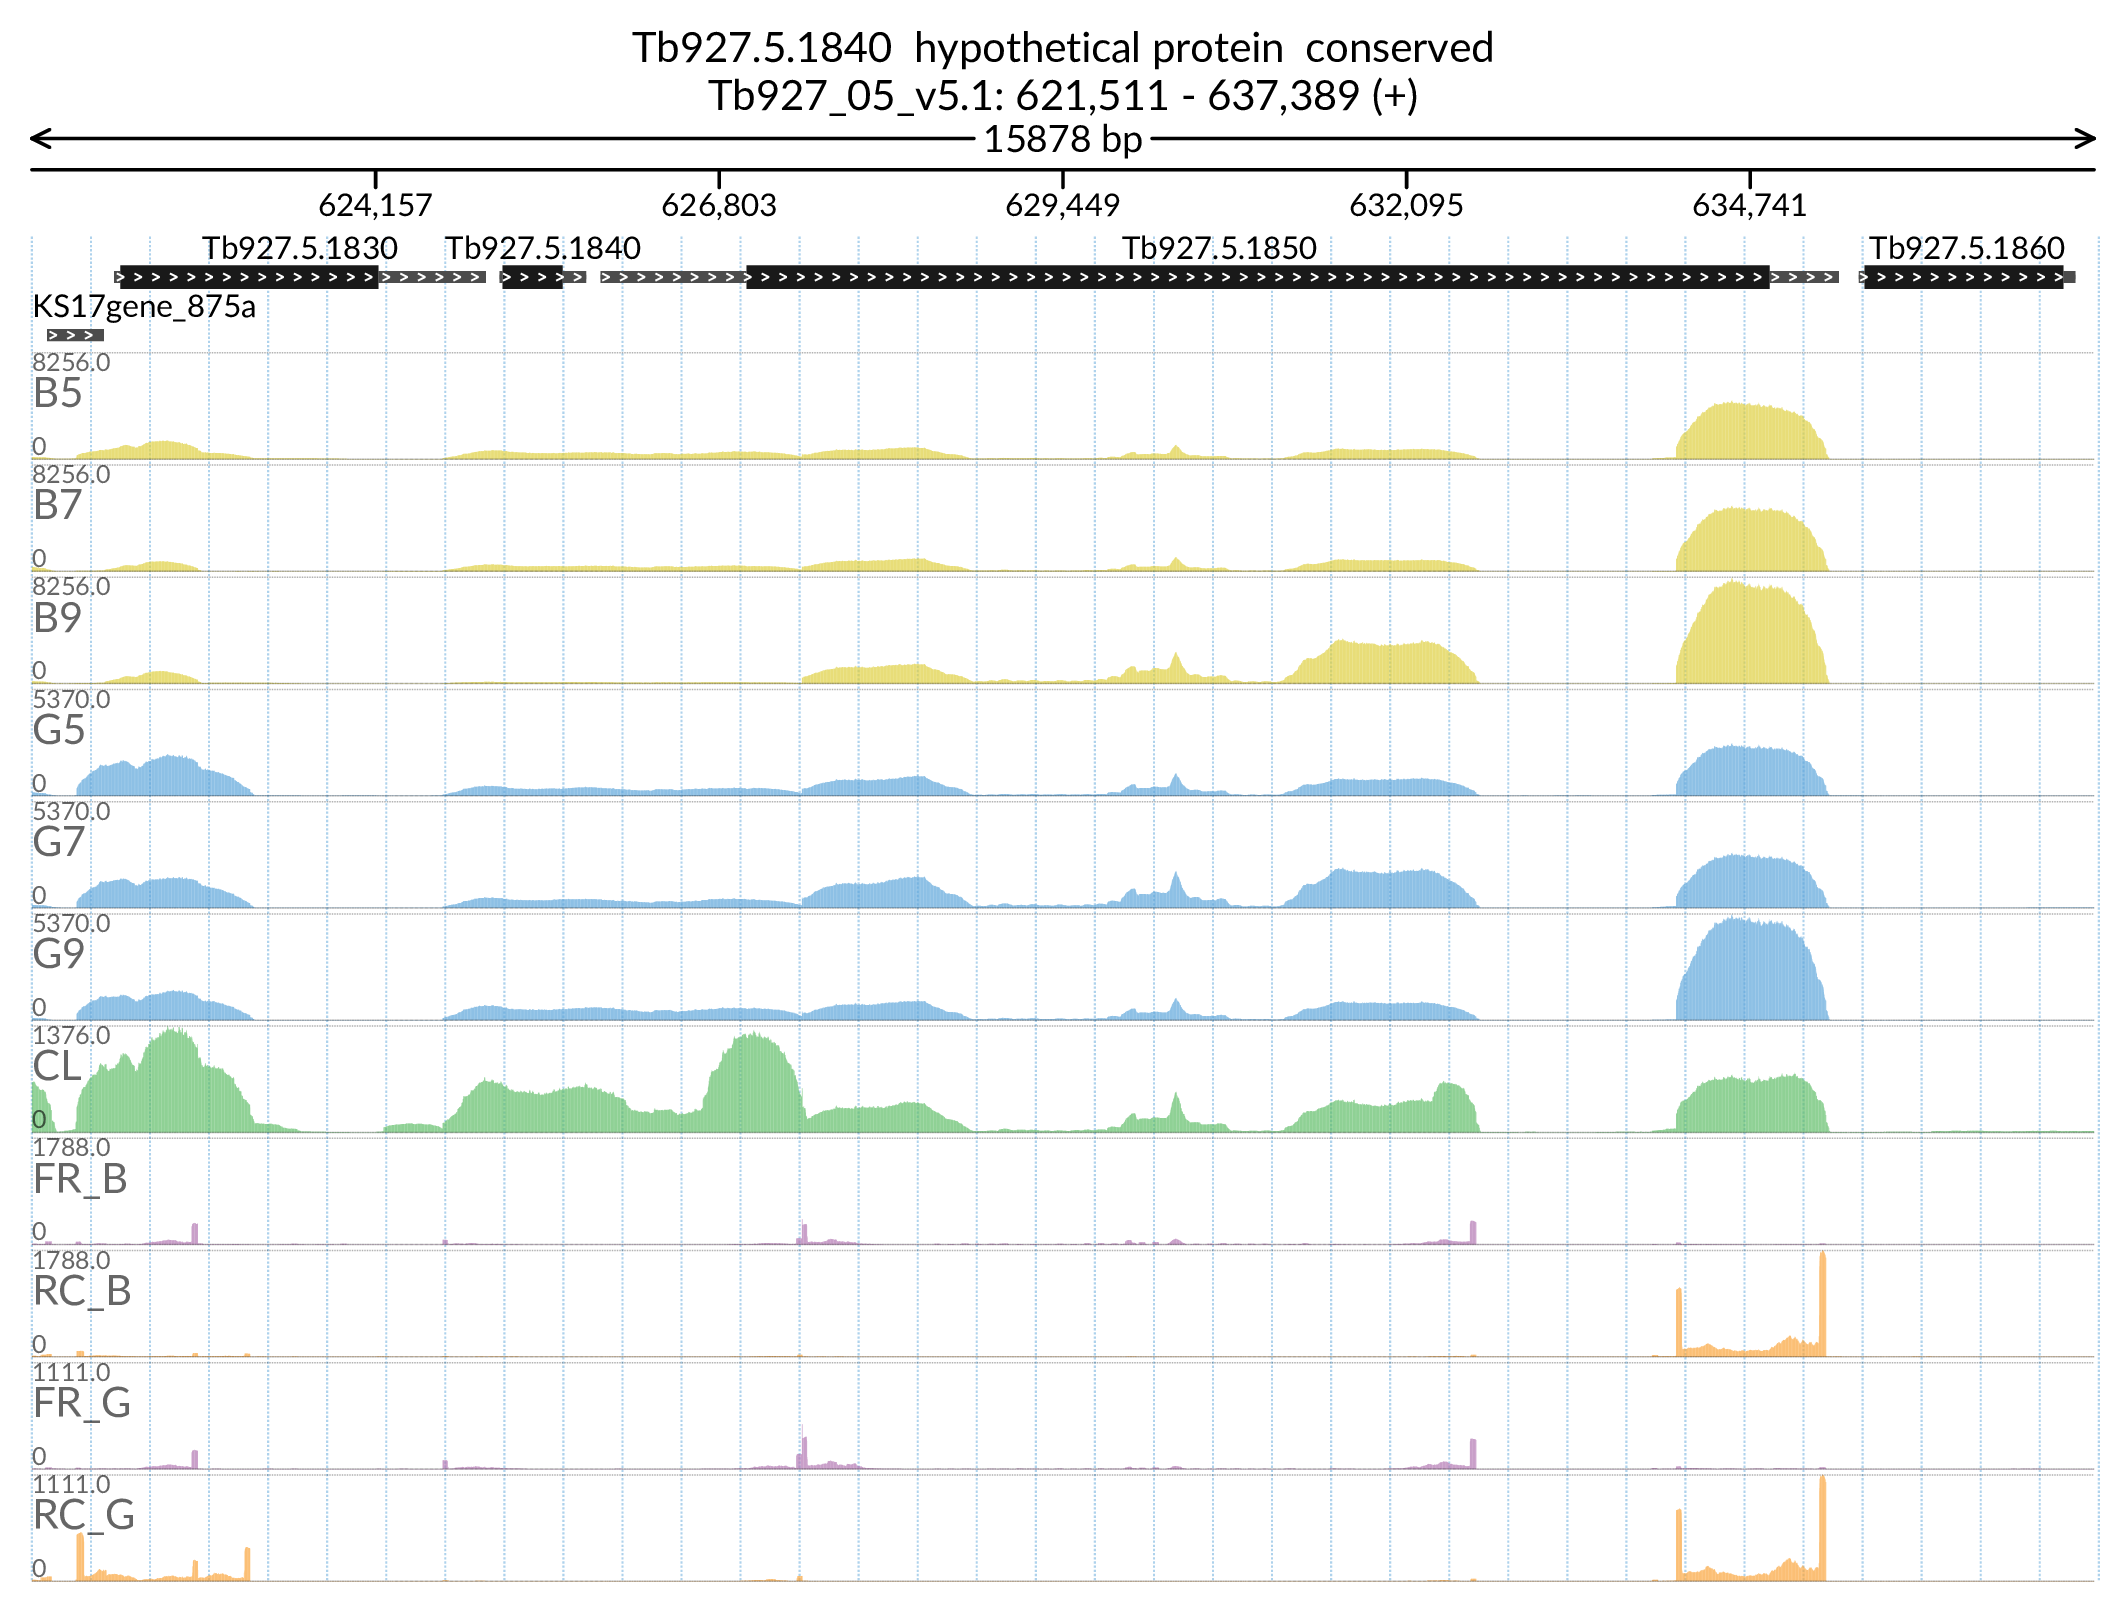 Tb927.5.1840  hypothetical protein  conserved
Tb927_05_v5.1: 621,511 - 637,389 (+)
15878 bp
624,157 626,803 629,449 632,095 634,741
Tb927.5.1830 Tb927.5.1840 Tb927.5.1850 Tb927.5.1860
KS17gene_875a
8256.0
B5
0
8256.0
B7
0
8256.0
B9
0
5370.0
G5
0
5370.0
G7
0
5370.0
G9
0
1376.0
CL
0
1788.0
FR_B
0
1788.0
RC_B
0
1111.0
FR_G
0
1111.0
RC_G
0